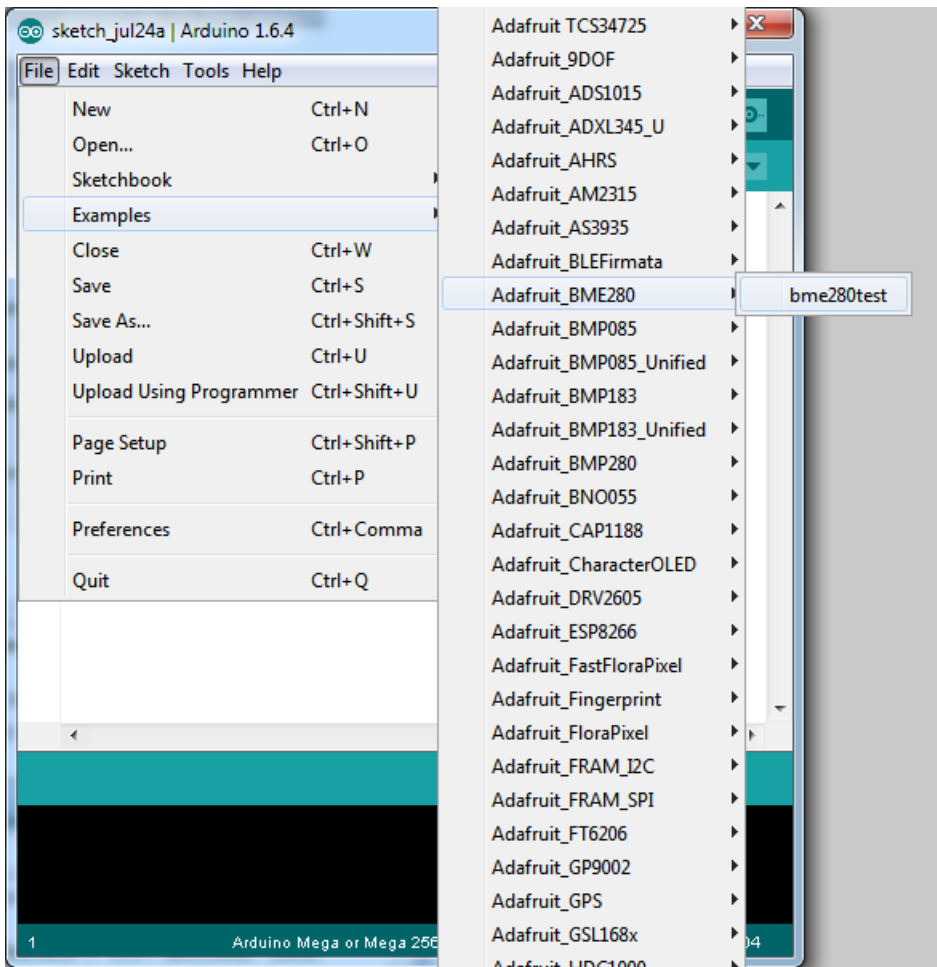 sketch_jul24a | Arduino 1.6.4
File Edit Sketch Tools Help
New Ctrl+N
Open... Ctrl+O
Sketchbook
Examples
Close Ctrl+W
Save Ctrl+S
Save As... Ctrl+Shift+S
Upload Ctrl+U
Upload Using Programmer Ctrl+Shift+U
Page Setup Ctrl+Shift+P
Print Ctrl+P
Preferences Ctrl+Comma
Quit Ctrl+Q
Adafruit TCS34725
Adafruit_9DOF
Adafruit_ADS1015
Adafruit_ADXL345_U
Adafruit_AHRS
Adafruit_AM2315
Adafruit_AS3935
Adafruit_BLEFirmata
Adafruit_BME280
bme280test
Adafruit_BMP085
Adafruit_BMP085_Unified
Adafruit_BMP183
Adafruit_BMP183_Unified
Adafruit_BMP280
Adafruit_BNO055
Adafruit_CAP1188
Adafruit_CharacterOLED
Adafruit_DRV2605
Adafruit_ESP8266
Adafruit_FastFloraPixel
Adafruit_Fingerprint
Adafruit_FloraPixel
Adafruit_FRAM_I2C
Adafruit_FRAM_SPI
Adafruit_FT6206
Adafruit_GP9002
Adafruit_GPS
Adafruit_GSL168x
1 Arduino Mega or Mega 256